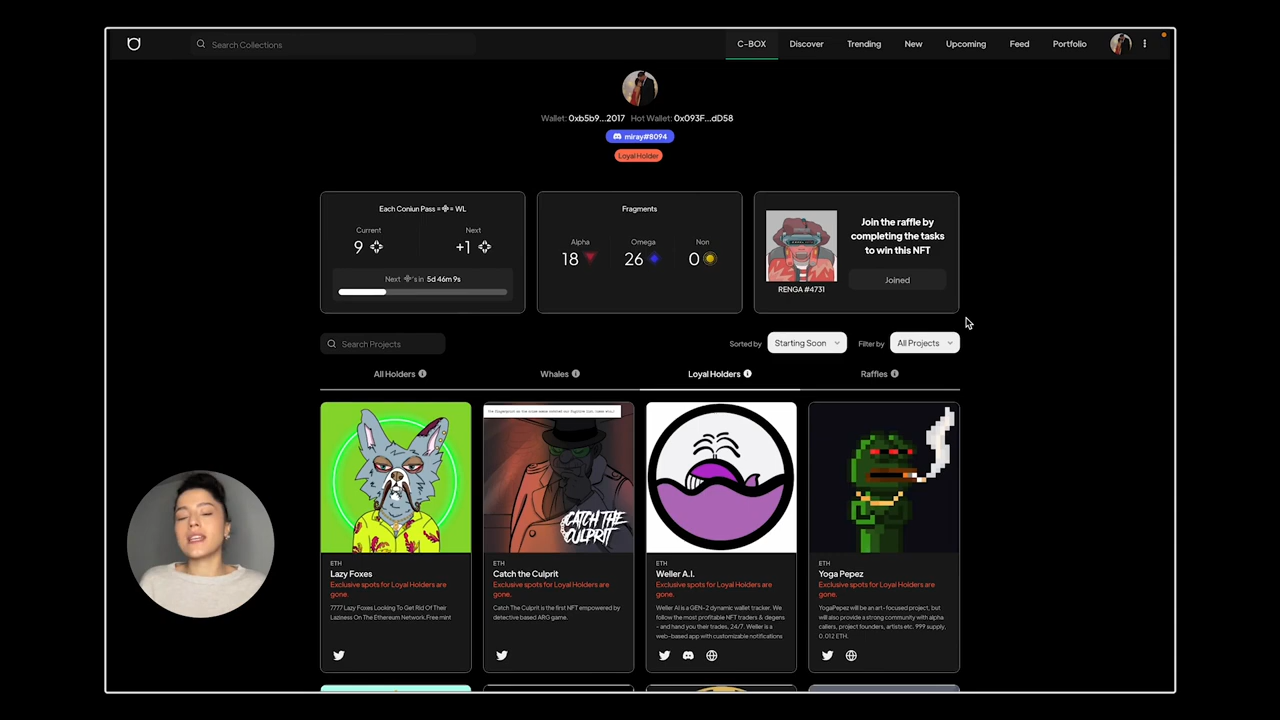 Search Collections
C-BOX
Discover
Trending
New
Upcoming
Feed
Portfolio
Wallet: 0xb5b9...2017 Hot Wallet: 0x093F...dD58
miray#8094
Loyal Holder
Each Coniun Pass = = WL
Current
Next
9
+1
Next 's in 5d 46m 9s
Fragments
Alpha
Omega
Non
18
26
0
Join the raffle by
completing the tasks
to win this NFT
Joined
RENGA #4731
Search Projects
Sorted by
Starting Soon
Filter by
All Projects
All Holders
Whales
Loyal Holders
Raffles
CATCH THE
CULPRIT
ETH
Lazy Foxes
Exclusive spots for Loyal Holders are
gone.
7777 Lazy Foxes Looking To Get Rid Of Their
Laziness On The Ethereum Network.Free mint
ETH
Catch the Culprit
Exclusive spots for Loyal Holders are
gone.
Catch The Culprit is the first NFT empowered by
detective based ARG game.
ETH
Weller A.I.
Exclusive spots for Loyal Holders are
gone.
Weller AI is a GEN-2 dynamic wallet tracker. We
follow the most profitable NFT traders & degens
- and hand you their trades, 24/7. Weller is a
web-based app with customizable notifications
ETH
Yoga Pepez
Exclusive spots for Loyal Holders are
gone.
YogaPepez will be an art-focused project, but
will also provide a strong community with alpha
callers, project founders, artists etc. 999 supply,
0.012 ETH.